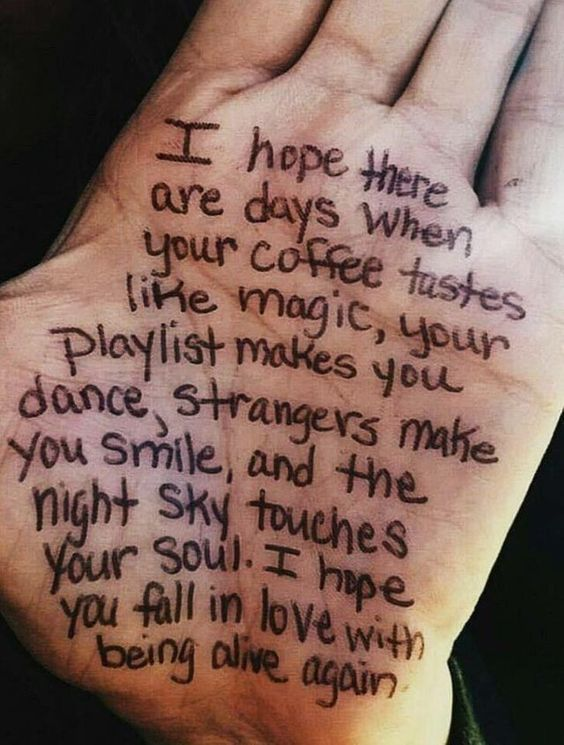 I hope there
are days when
your coffee tastes
like magic, your
playlist makes you
dance, strangers make
you smile, and the
night sky touches
your soul. I hope
you fall in love with
being alive again.